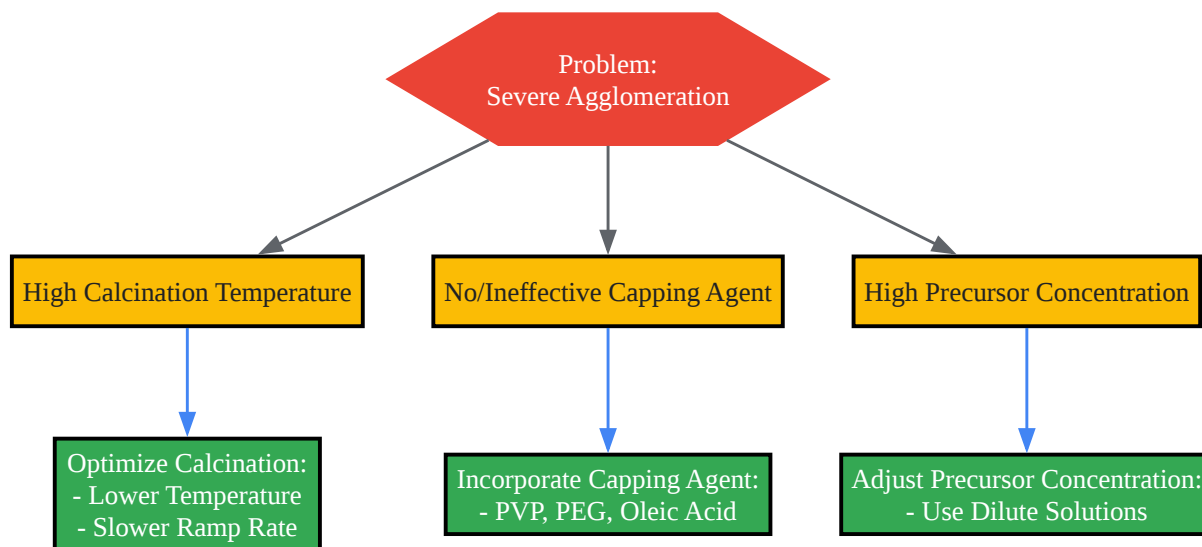 Problem:
Severe Agglomeration
High Calcination Temperature
No/Ineffective Capping Agent
High Precursor Concentration
Optimize Calcination:
- Lower Temperature
- Slower Ramp Rate
Incorporate Capping Agent:
- PVP, PEG, Oleic Acid
Adjust Precursor Concentration:
- Use Dilute Solutions